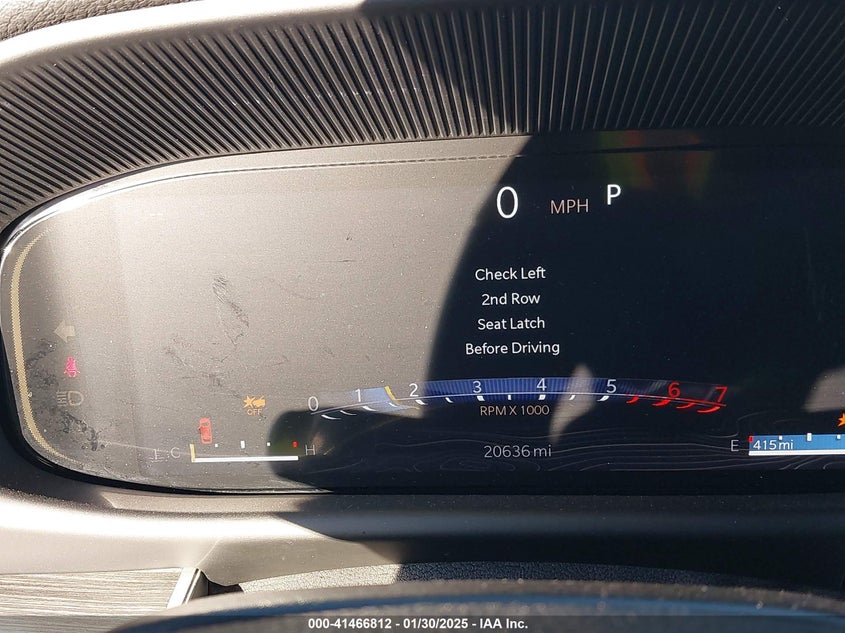 0 MPH P
Check Left
2nd Row
Seat Latch
Before Driving
OFF
0 1 2 3 4 5 6 7
RPM X 1000
C H
20636 mi
E 415 mi
000-41466812 - 01/30/2025 - IAA Inc.